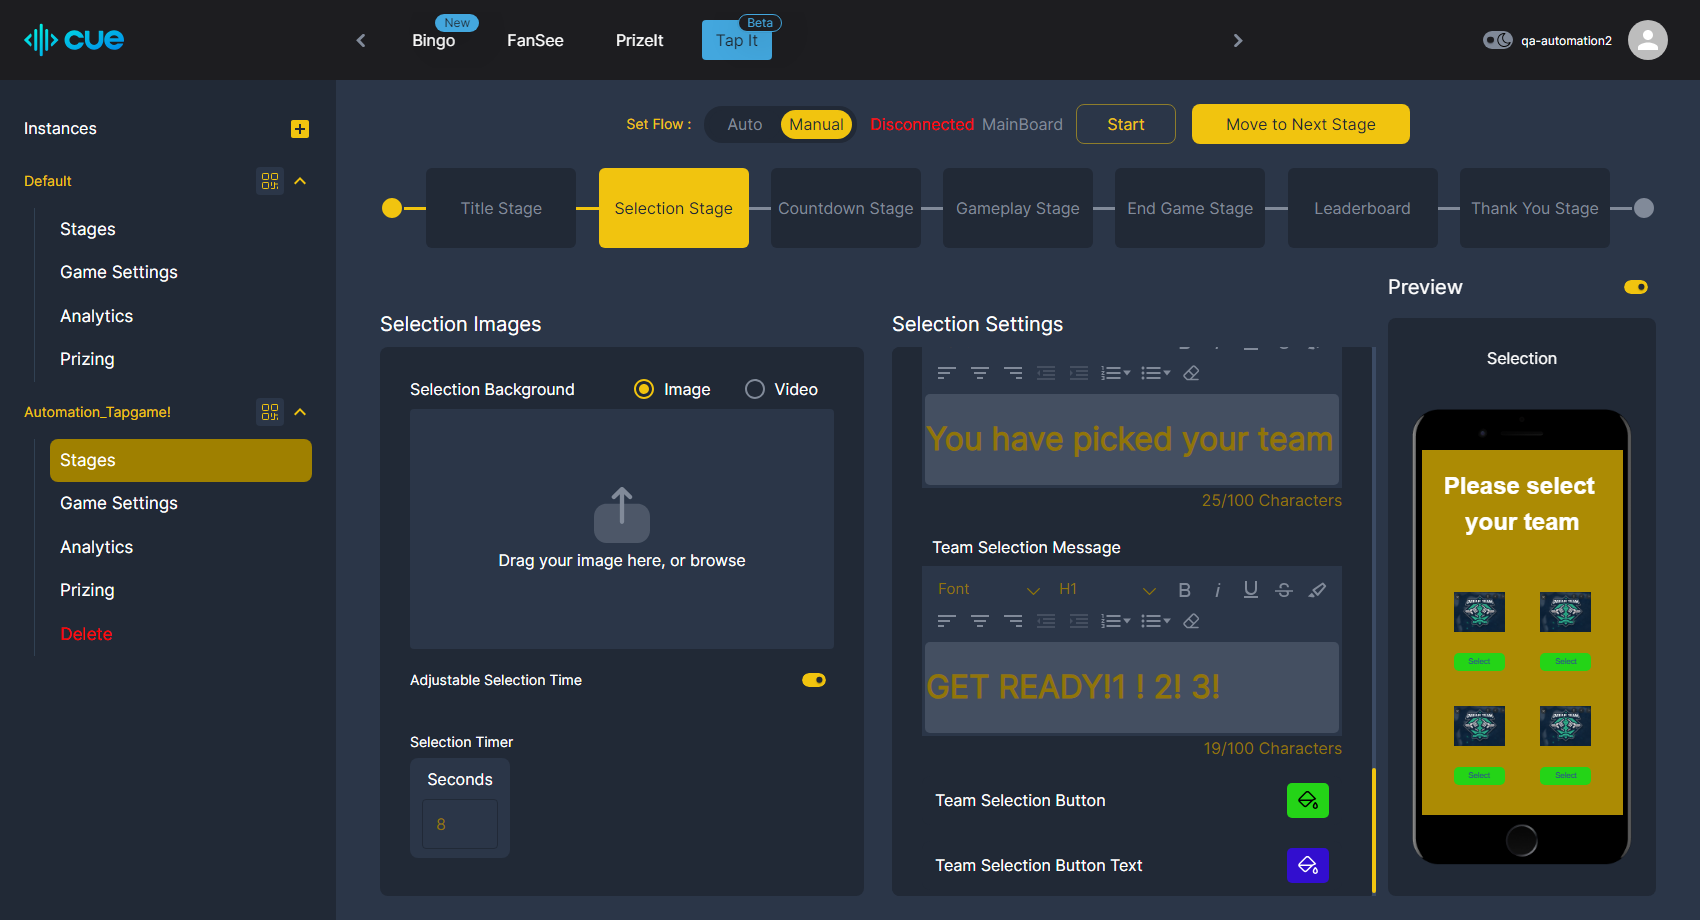 cue
New
Bingo
FanSee
PrizeIt
Beta
Tap It
qa-automation2
Instances
Default
Stages
Game Settings
Analytics
Prizing
Automation_Tapgame!
Stages
Game Settings
Analytics
Prizing
Delete
Set Flow :
Auto
Manual
Disconnected MainBoard
Start
Move to Next Stage
Title Stage
Selection Stage
Countdown Stage
Gameplay Stage
End Game Stage
Leaderboard
Thank You Stage
Selection Images
Selection Background
Image
Video
Drag your image here, or browse
Adjustable Selection Time
Selection Timer
Seconds
8
Selection Settings
You have picked your team
25/100 Characters
Team Selection Message
Font
H1
GET READY!1 ! 2! 3!
19/100 Characters
Team Selection Button
Team Selection Button Text
Preview
Selection
Please select
your team
Select
Select
Select
Select